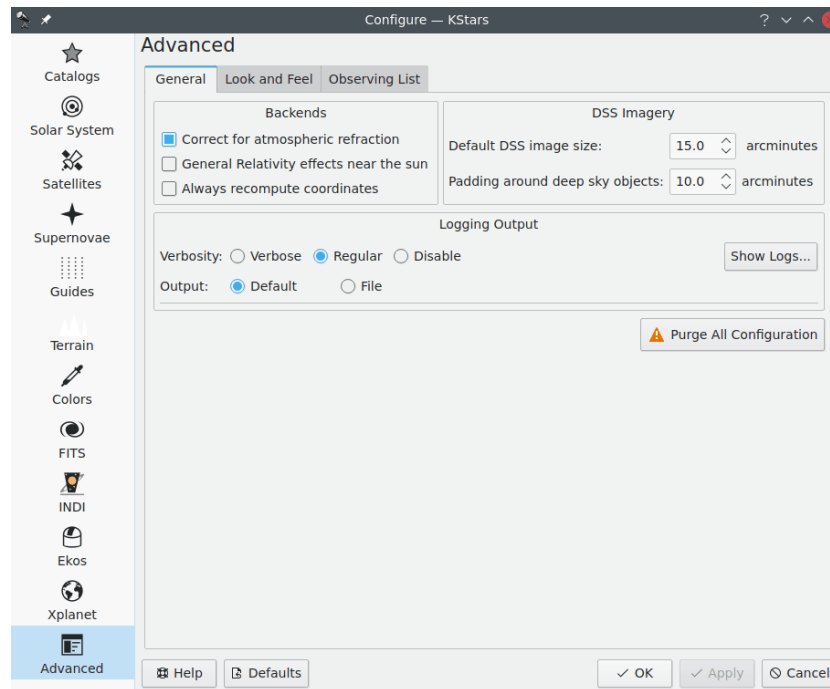 Configure — KStars
?
Catalogs
Solar System
Satellites
Supernovae
Guides
Terrain
Colors
FITS
INDI
Ekos
Xplanet
Advanced
Advanced
General Look and Feel Observing List
Backends
Correct for atmospheric refraction
General Relativity effects near the sun
Always recompute coordinates
DSS Imagery
Default DSS image size: 15.0 arcminutes
Padding around deep sky objects: 10.0 arcminutes
Logging Output
Verbosity: Verbose Regular Disable Show Logs...
Output: Default File
Purge All Configuration
Help Defaults OK Apply Cancel